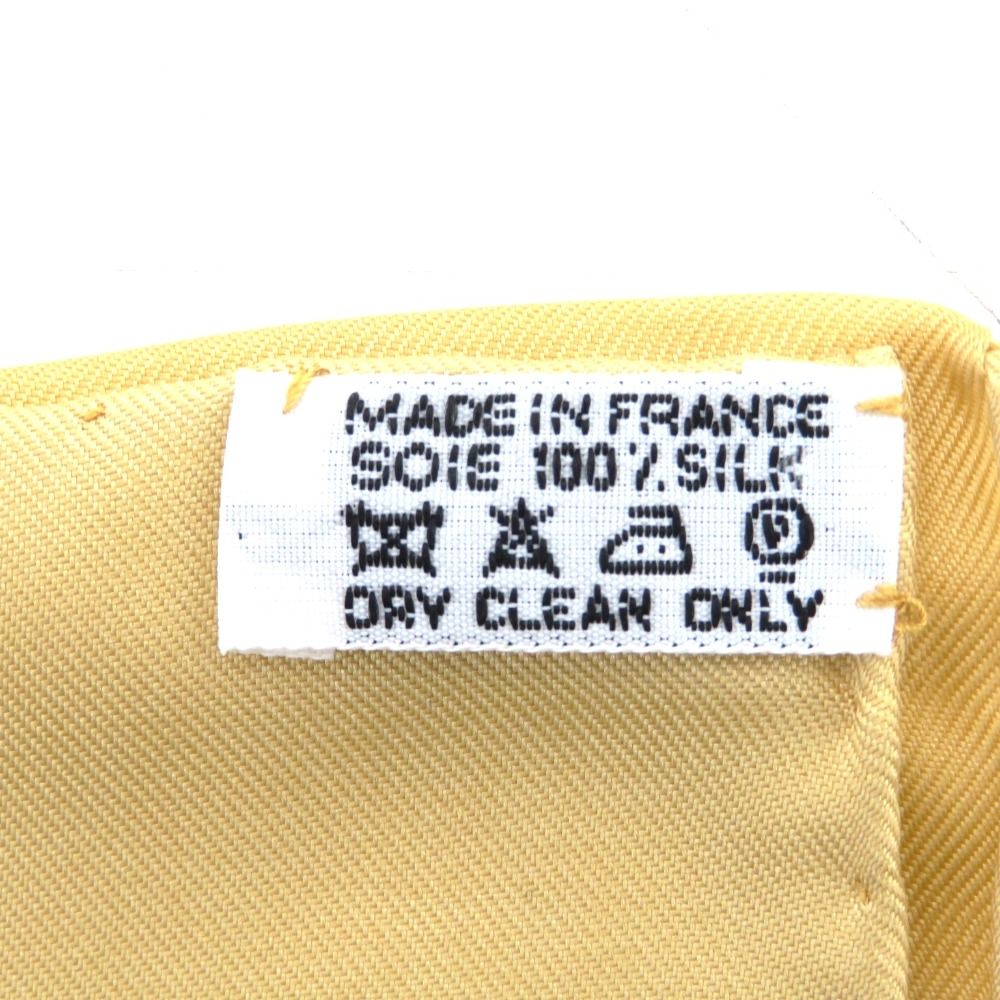 MADE IN FRANCE
SOIE 100% SILK
DRY CLEAN ONLY